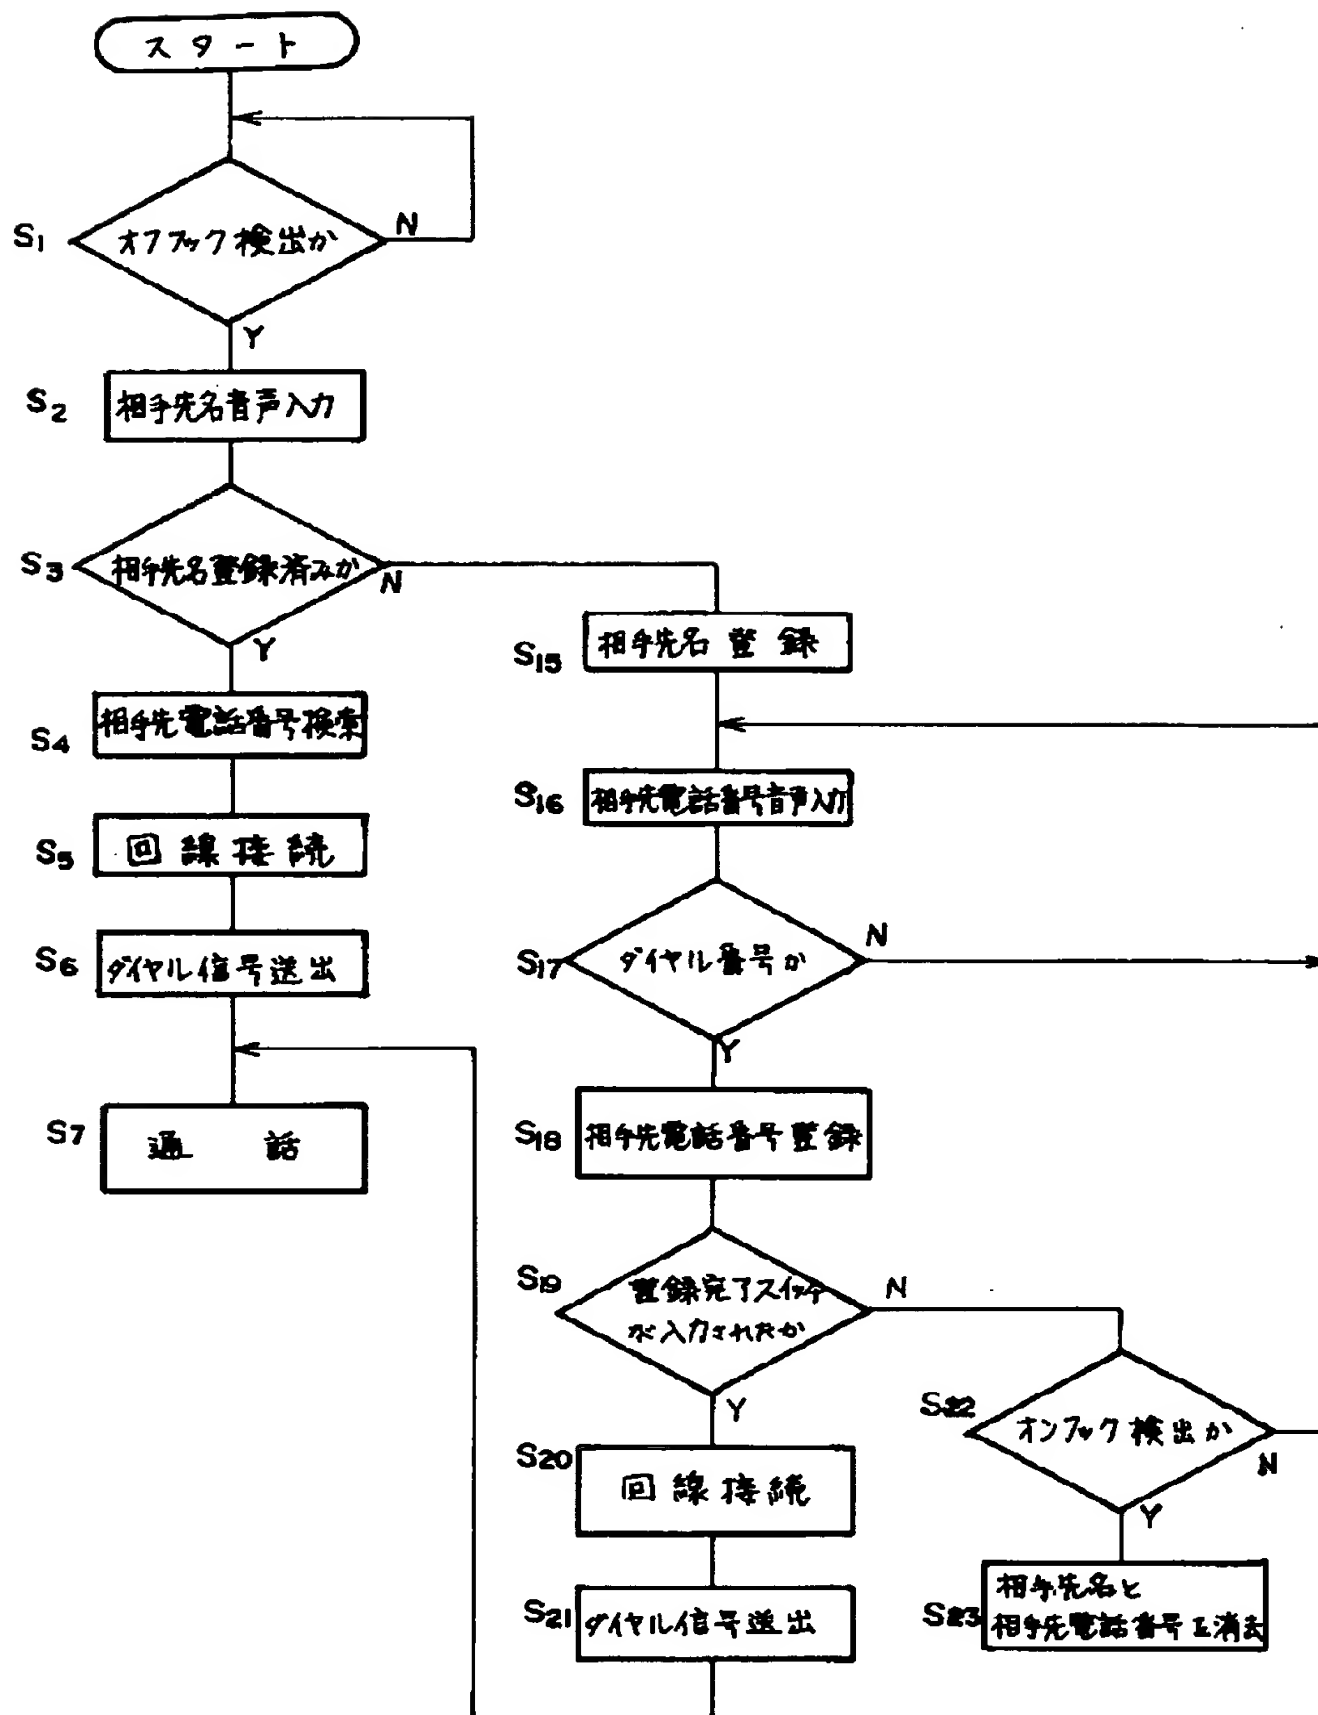 スタート
S1
オフフック検出か
N
Y
S2
相手先名音声入力
S3
相手先名登録済みか
N
Y
S4
相手先電話番号検索
S5
回線接続
S6
ダイヤル信号送出
S7
通話
S15
相手先名登録
S16
相手先電話番号音声入力
S17
ダイヤル番号か
N
Y
S18
相手先電話番号登録
S19
登録完了スイッチ
が入力されたか
N
Y
S20
回線接続
S21
ダイヤル信号送出
S22
オンフック検出か
N
Y
S23
相手先名と
相手先電話番号を消去